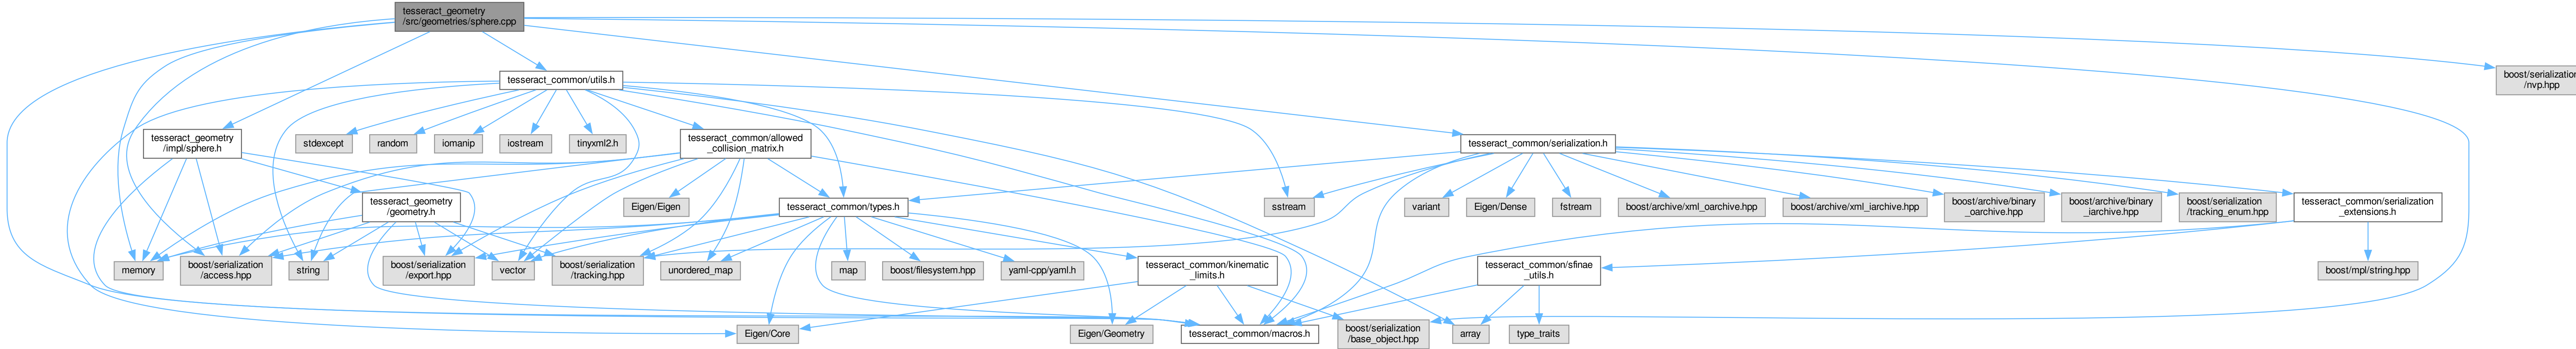 tesseract_geometry
/src/geometries/sphere.cpp
tesseract_common/utils.h
boost/serialization
/nvp.hpp
tesseract_geometry
/impl/sphere.h
stdexcept
random
iomanip
iostream
tinyxml2.h
tesseract_common/allowed
_collision_matrix.h
tesseract_common/serialization.h
tesseract_geometry
/geometry.h
Eigen/Eigen
tesseract_common/types.h
sstream
variant
Eigen/Dense
fstream
boost/archive/xml_oarchive.hpp
boost/archive/xml_iarchive.hpp
boost/archive/binary
_oarchive.hpp
boost/archive/binary
_iarchive.hpp
boost/serialization
/tracking_enum.hpp
tesseract_common/serialization
_extensions.h
memory
boost/serialization
/access.hpp
string
boost/serialization
/export.hpp
vector
boost/serialization
/tracking.hpp
unordered_map
map
boost/filesystem.hpp
yaml-cpp/yaml.h
tesseract_common/kinematic
_limits.h
tesseract_common/sfinae
_utils.h
boost/mpl/string.hpp
Eigen/Core
Eigen/Geometry
tesseract_common/macros.h
boost/serialization
/base_object.hpp
array
type_traits